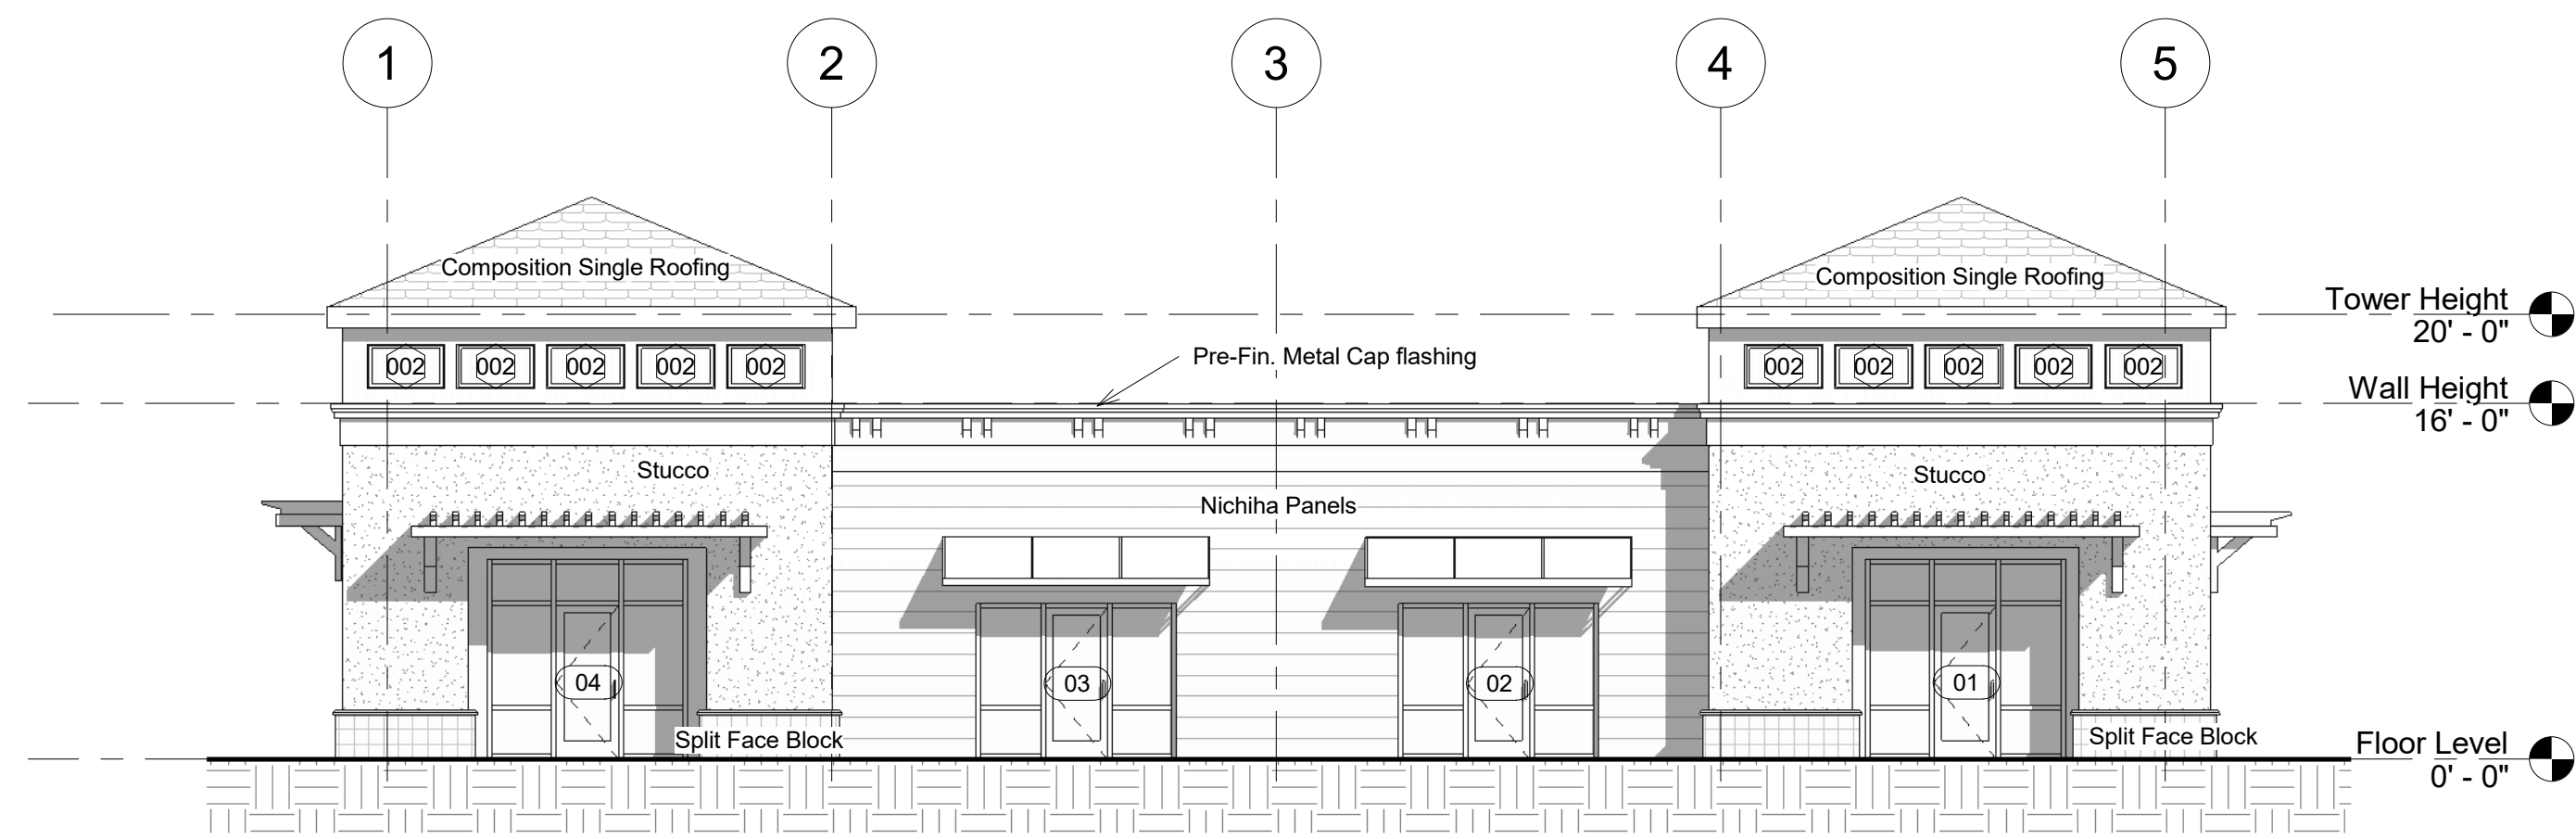 1
2
3
4
5
Composition Single Roofing
Composition Single Roofing
Tower Height
20' - 0"
002
002
002
002
002
Pre-Fin. Metal Cap flashing
002
002
002
002
002
Wall Height
16' - 0"
Stucco
Stucco
Nichiha Panels
04
03
02
01
Split Face Block
Split Face Block
Floor Level
0' - 0"